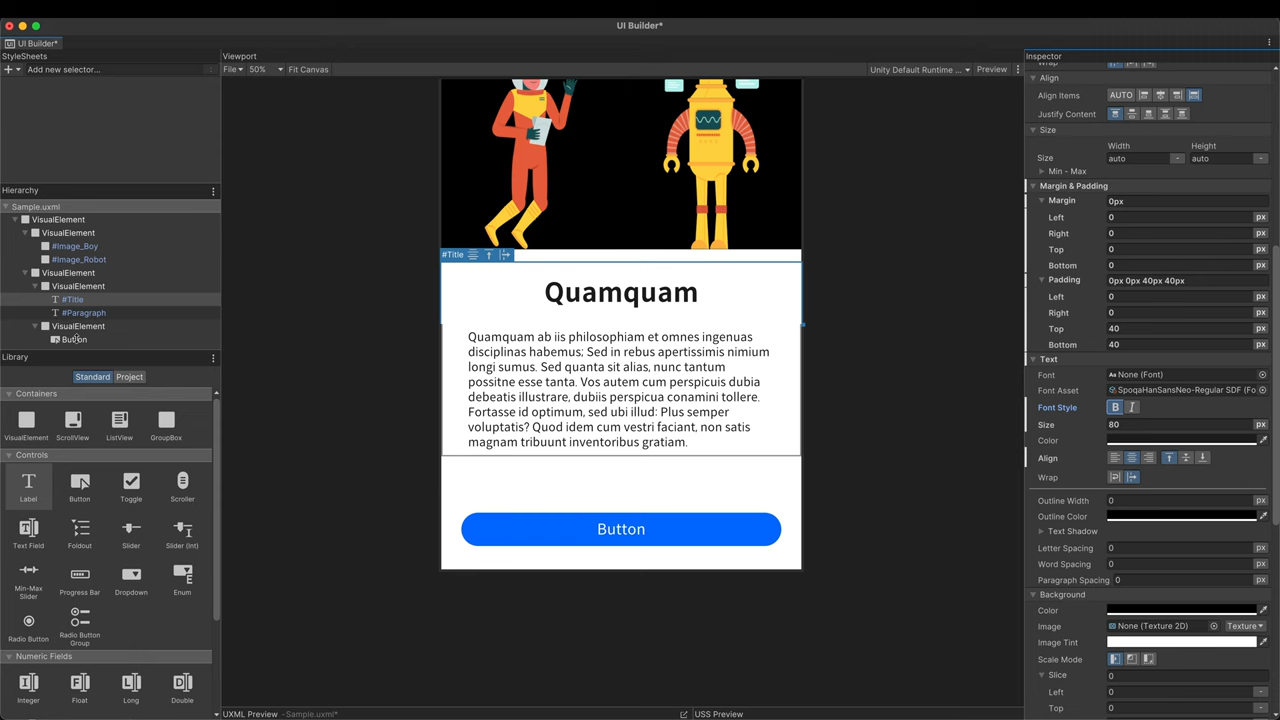 UI Builder*
UI Builder*
StyleSheets
Add new selector...
Hierarchy
Sample.uxml
VisualElement
VisualElement
#Image_Boy
#Image_Robot
VisualElement
VisualElement
#Title
#Paragraph
VisualElement
Button
Library
Standard
Project
Containers
VisualElement
ScrollView
ListView
GroupBox
Controls
Label
Button
Toggle
Scroller
Text Field
Foldout
Slider
Slider (Int)
Min-Max
Slider
Progress Bar
Dropdown
Enum
Radio Button
Radio Button
Group
Numeric Fields
Integer
Float
Long
Double
Viewport
File
50%
Fit Canvas
Unity Default Runtime ...
Preview
#Title
Quamquam
Quamquam ab iis philosophiam et omnes ingenuas
disciplinas habemus; Sed in rebus apertissimis nimium
longi sumus. Sed quanta sit alias, nunc tantum
possitne esse tanta. Vos autem cum perspicuis dubia
debeatis illustrare, dubiis perspicua conamini tollere.
Fortasse id optimum, sed ubi illud: Plus semper
voluptatis? Quod idem cum vestri faciant, non satis
magnam tribuunt inventoribus gratiam.
Button
UXML Preview
-Sample.uxml*
USS Preview
Inspector
Wrap
Align
Align Items
AUTO
Justify Content
Size
Width
Height
Size
auto
-
auto
-
Min - Max
Margin & Padding
Margin
0px
Left
0
px
Right
0
px
Top
0
px
Bottom
0
px
Padding
0px 0px 40px 40px
Left
0
px
Right
0
px
Top
40
px
Bottom
40
px
Text
Font
Aa None (Font)
Font Asset
SpoqaHanSansNeo-Regular SDF (Fo
Font Style
B
I
Size
80
px
Color
Align
Wrap
Outline Width
0
px
Outline Color
Text Shadow
Letter Spacing
0
px
Word Spacing
0
px
Paragraph Spacing
0
px
Background
Color
Image
None (Texture 2D)
Texture
Image Tint
Scale Mode
Slice
0
Left
0
-
Top
0
-